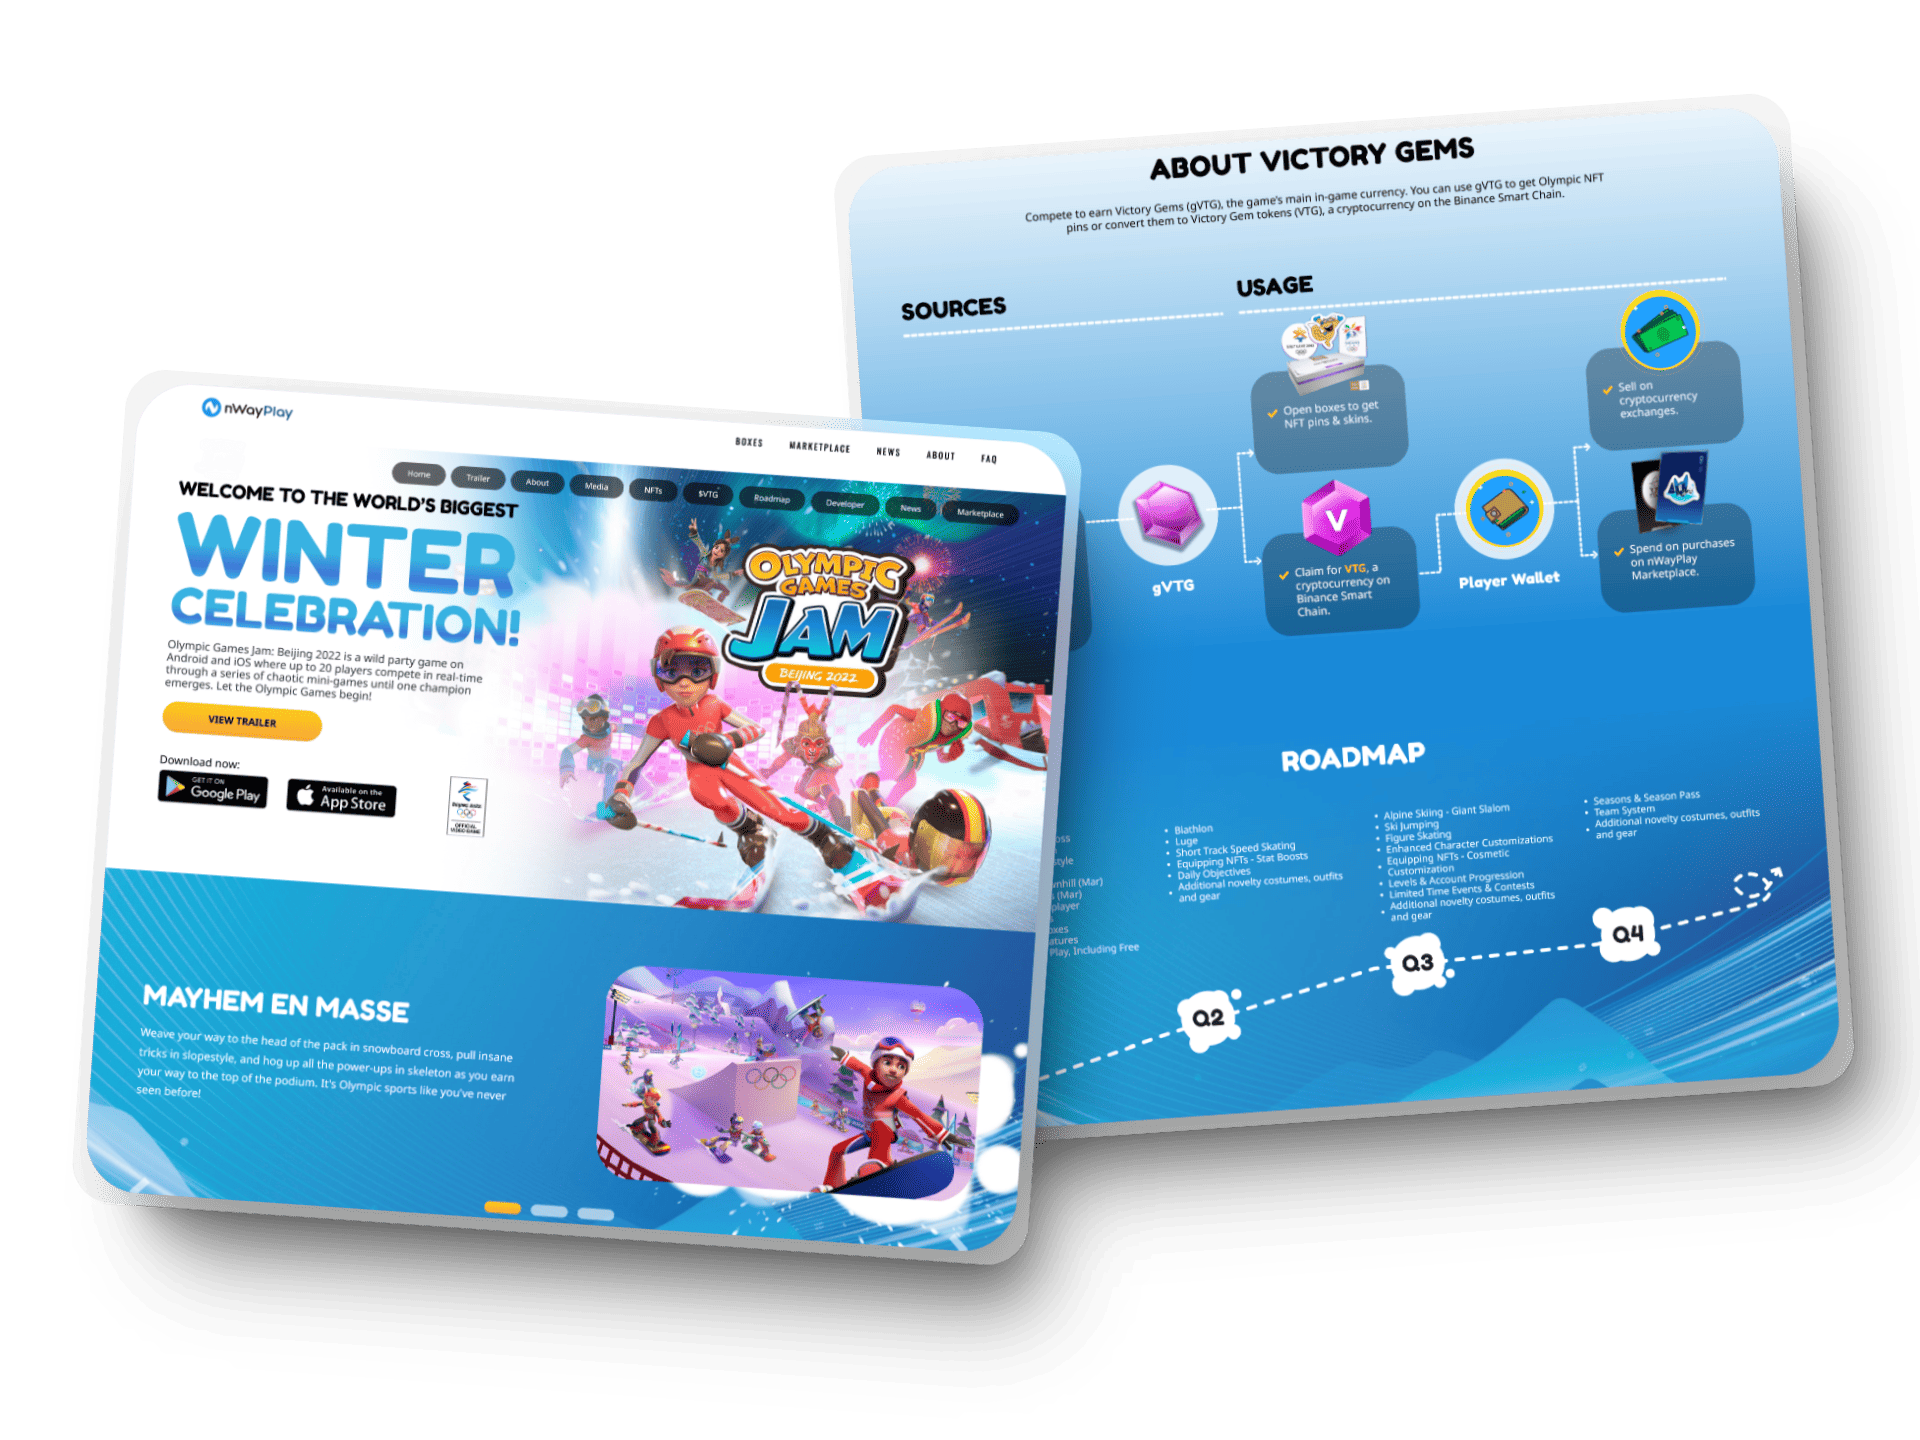 nWayPlay
BOXES
MARKETPLACE
NEWS
ABOUT
FAQ
Home
Trailer
About
Media
NFTs
$VTG
Roadmap
Developer
News
Marketplace
WELCOME TO THE WORLD'S BIGGEST
WINTER
CELEBRATION!
Olympic Games Jam: Beijing 2022 is a wild party game on
Android and iOS where up to 20 players compete in real-time
through a series of chaotic mini-games until one champion
emerges. Let the Olympic Games begin!
VIEW TRAILER
Download now:
GET IT ON
Google Play
Available on the
App Store
BEIJING 2022
OFFICIAL
VIDEO GAME
OLYMPIC
GAMES
JAM
BEIJING 2022
MAYHEM EN MASSE
Weave your way to the head of the pack in snowboard cross, pull insane
tricks in slopestyle, and hog up all the power-ups in skeleton as you earn
your way to the top of the podium. It's Olympic sports like you've never
seen before!
ABOUT VICTORY GEMS
Compete to earn Victory Gems (gVTG), the game's main in-game currency. You can use gVTG to get Olympic NFT
pins or convert them to Victory Gem tokens (VTG), a cryptocurrency on the Binance Smart Chain.
SOURCES
USAGE
Open boxes to get
NFT pins & skins.
Sell on
cryptocurrency
exchanges.
gVTG
V
Claim for VTG, a
cryptocurrency on
Binance Smart
Chain.
Player Wallet
Spend on purchases
on nWayPlay
Marketplace.
ROADMAP
oss
style
nhill (Mar)
(Mar)
player
oxes
atures
Play, Including Free
• Biathlon
• Luge
• Short Track Speed Skating
• Equipping NFTs - Stat Boosts
• Daily Objectives
• Additional novelty costumes, outfits
and gear
• Alpine Skiing - Giant Slalom
• Ski Jumping
• Figure Skating
• Enhanced Character Customizations
• Equipping NFTs - Cosmetic
Customization
• Levels & Account Progression
• Limited Time Events & Contests
• Additional novelty costumes, outfits
and gear
• Seasons & Season Pass
• Team System
• Additional novelty costumes, outfits
and gear
Q2
Q3
Q4